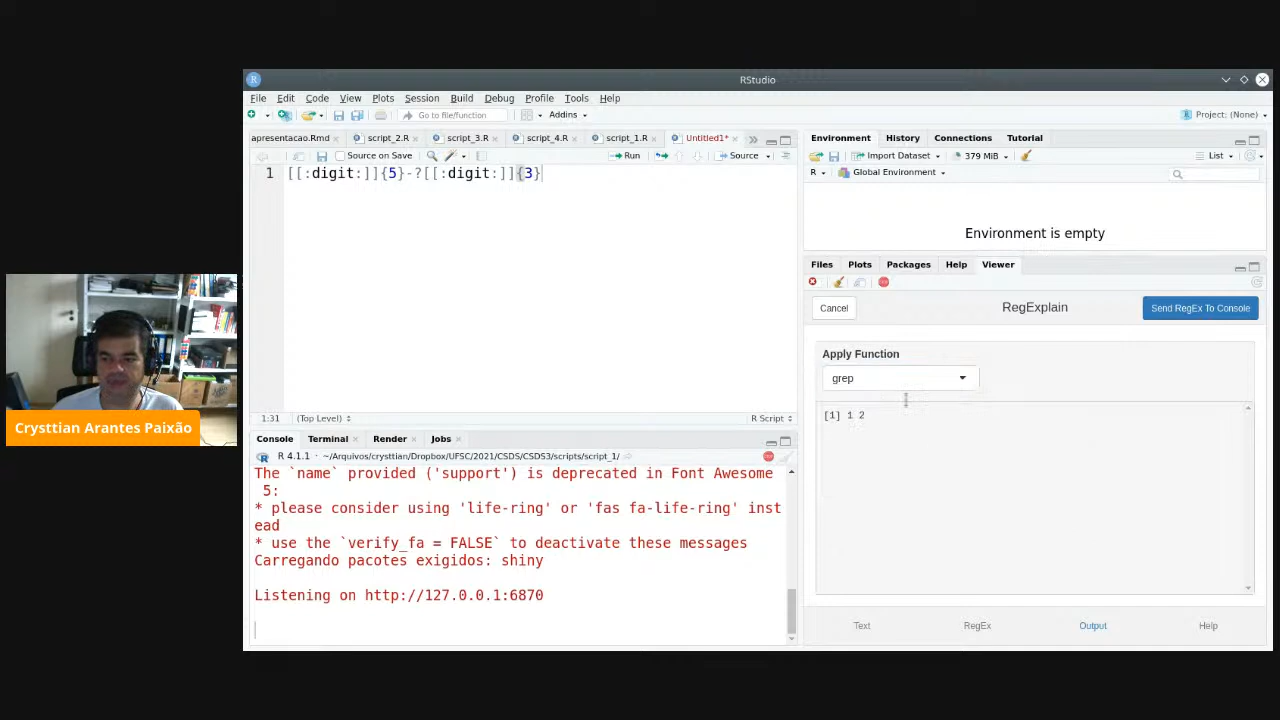 RStudio
File Edit Code View Plots Session Build Debug Profile Tools Help
Go to file/function Addins Project: (None)
apresentacao.Rmd script_2.R script_3.R script_4.R script_1.R Untitled1*
Source on Save Run Source
1 [[:digit:]]{5}-?[[:digit:]]{3}
1:31 (Top Level) R Script
Console Terminal Render Jobs
R 4.1.1 · ~/Arquivos/crysttian/Dropbox/UFSC/2021/CSDS/CSDS3/scripts/script_1/
The `name` provided ('support') is deprecated in Font Awesome
5:
* please consider using 'life-ring' or 'fas fa-life-ring' inst
ead
* use the `verify_fa = FALSE` to deactivate these messages
Carregando pacotes exigidos: shiny
Listening on http://127.0.0.1:6870
Environment History Connections Tutorial
Import Dataset 379 MiB List
R Global Environment
Environment is empty
Files Plots Packages Help Viewer
Cancel RegExplain Send RegEx To Console
Apply Function
grep
[1] 1 2
Text RegEx Output Help
Crysttian Arantes Paixão